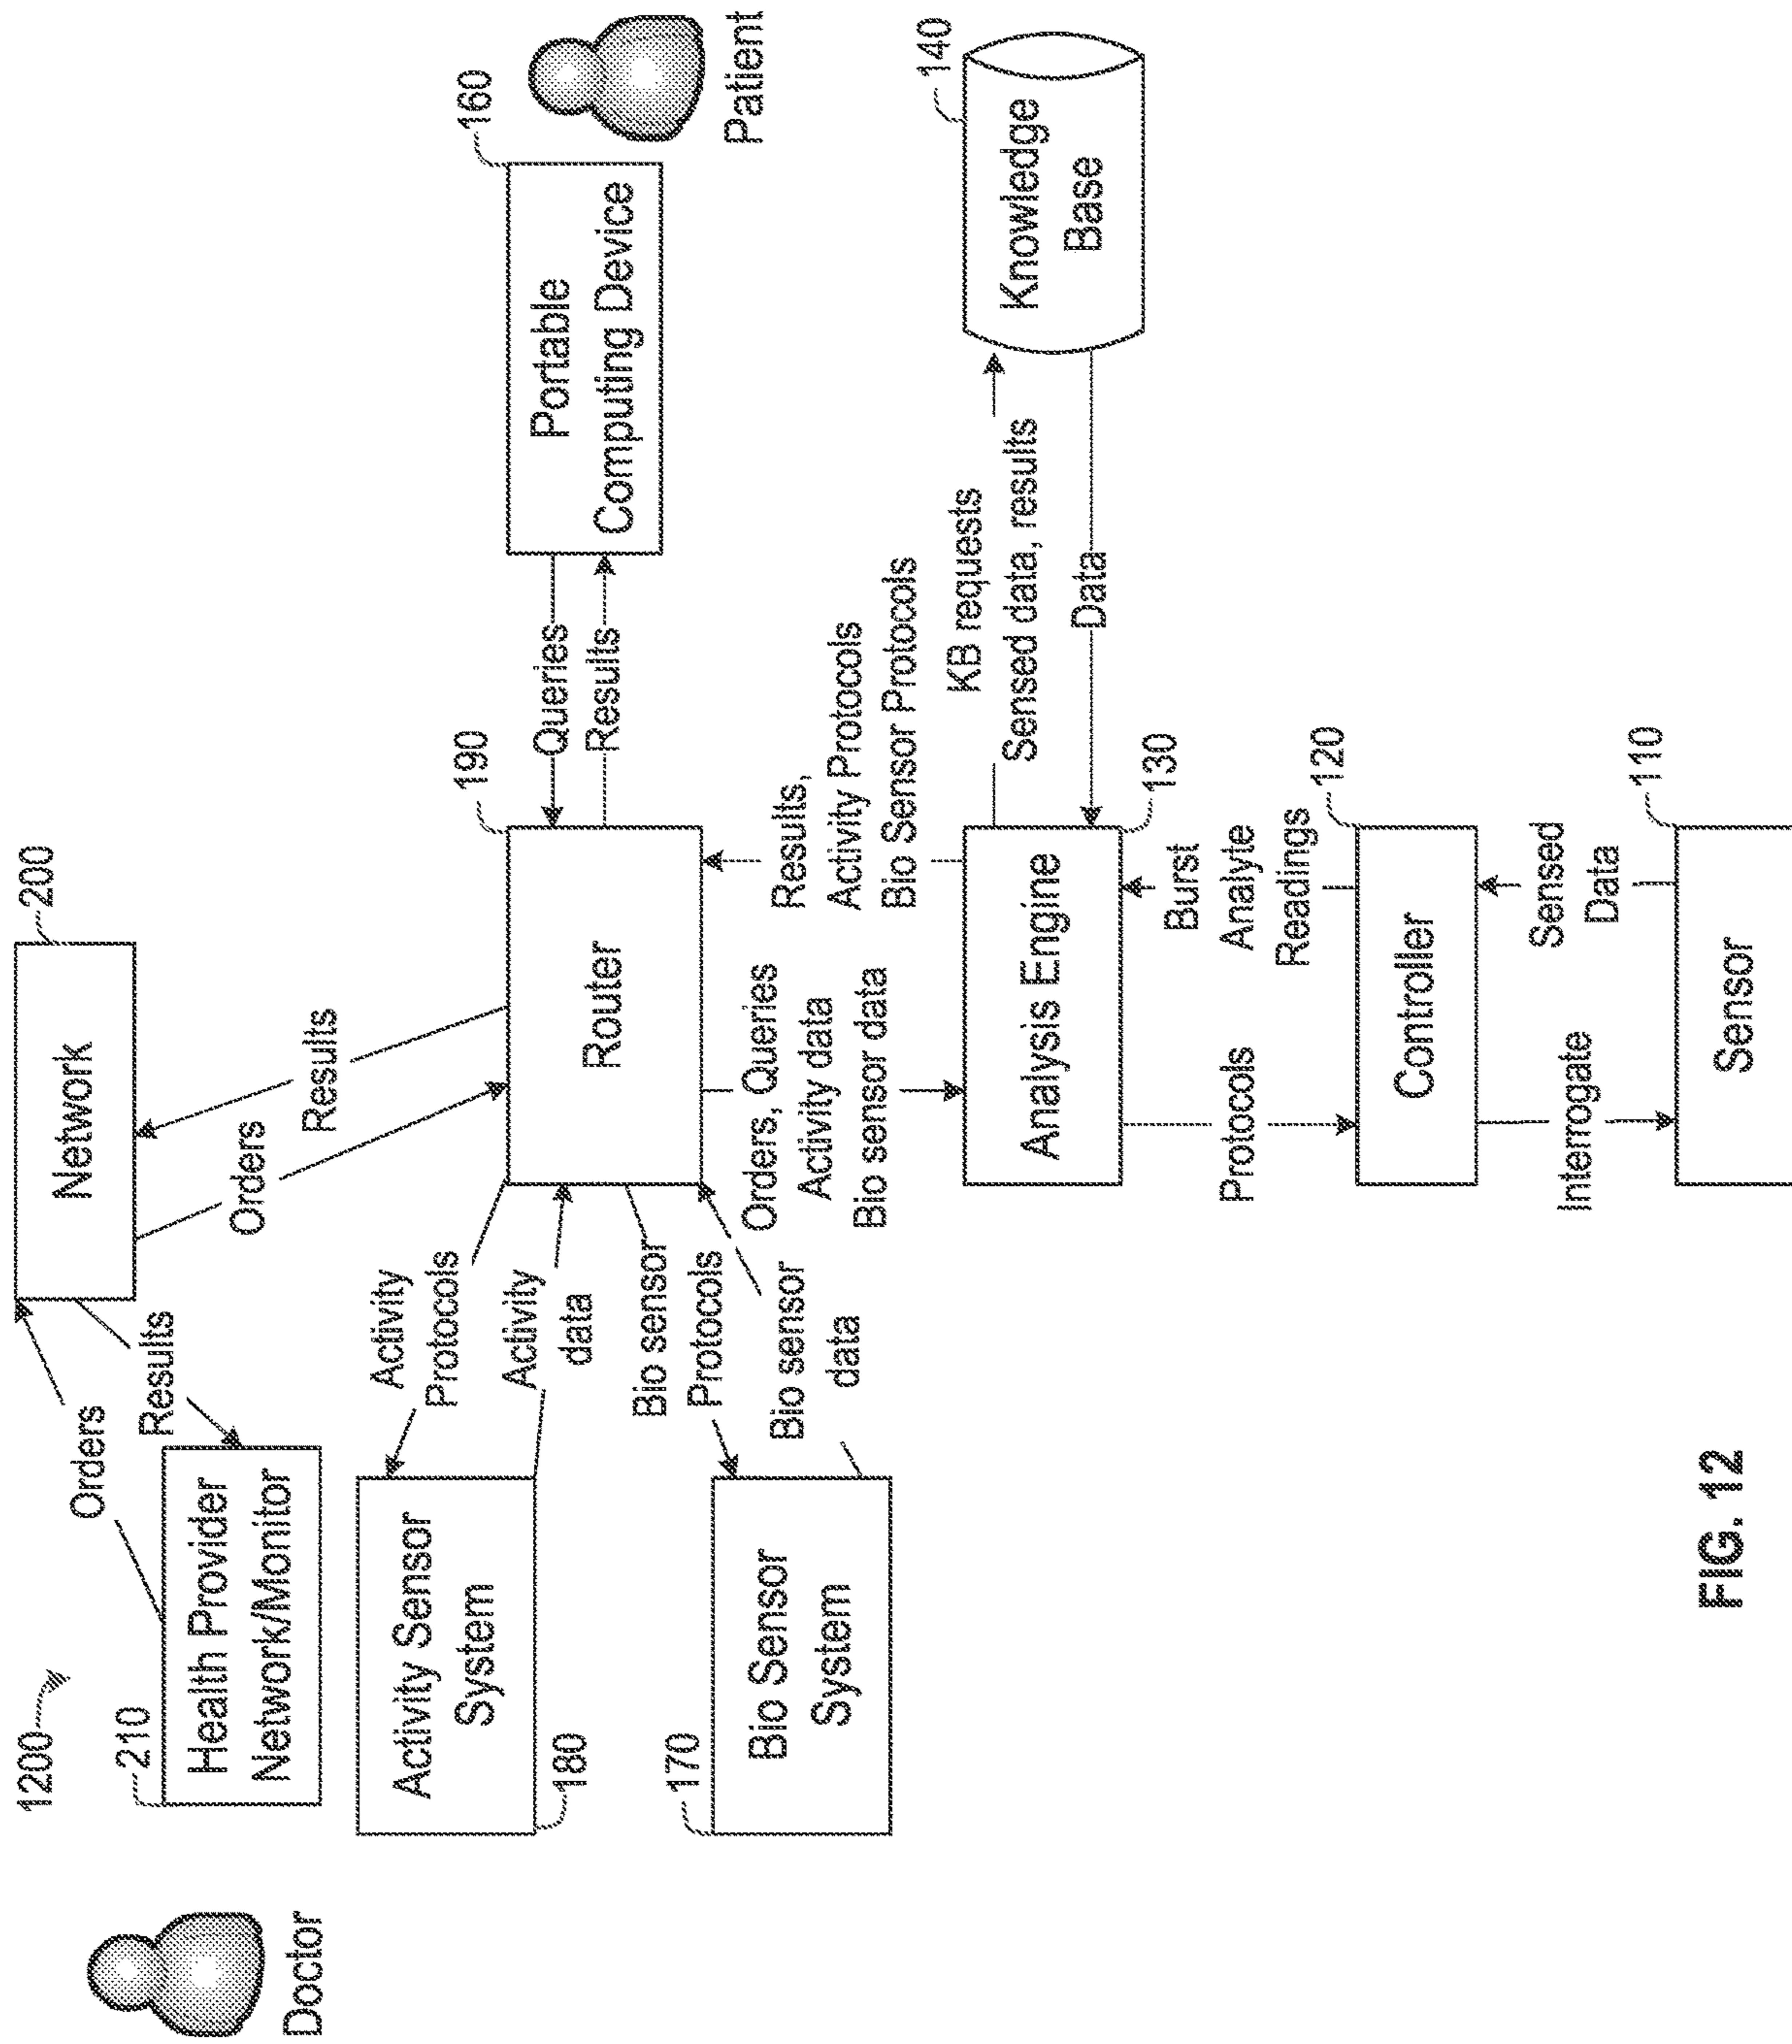 1200
Doctor
210
Health Provider
Network/Monitor
Orders
Results
Network
200
Orders
Results
Activity Sensor
System
180
Activity
Protocols
Activity
data
Bio Sensor
System
170
Bio sensor
Protocols
Bio sensor
data
Router
190
Queries
Results
Portable
Computing Device
160
Patient
Orders, Queries
Activity data
Bio sensor data
Results,
Activity Protocols
Bio Sensor Protocols
Analysis Engine
130
KB requests
Sensed data, results
Data
Knowledge
Base
140
Protocols
Burst
Analyte
Readings
Controller
120
Interrogate
Sensed
Data
Sensor
110
FIG. 12